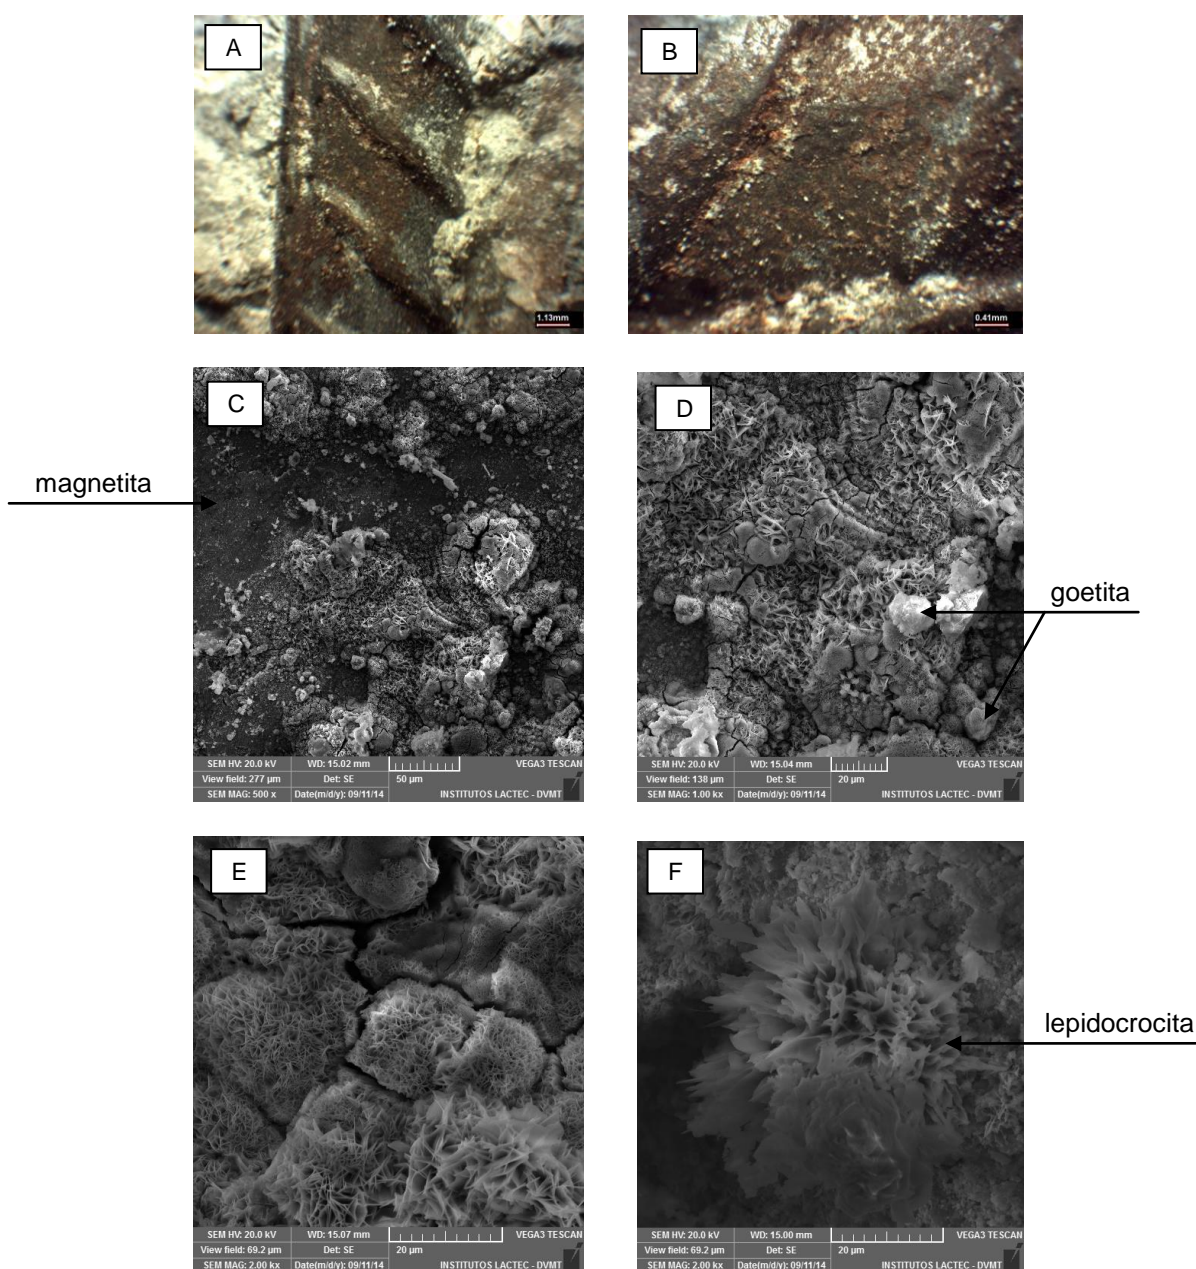 A
B
1.13mm
0.41mm
C
D
magnetita
goetita
SEM HV: 20.0 kV WD: 15.02 mm VEGA3 TESCAN
View field: 277 µm Det: SE 50 µm
SEM MAG: 500 x Date(m/d/y): 09/11/14 INSTITUTOS LACTEC - DVMT
SEM HV: 20.0 kV WD: 15.04 mm VEGA3 TESCAN
View field: 138 µm Det: SE 20 µm
SEM MAG: 1.00 kx Date(m/d/y): 09/11/14 INSTITUTOS LACTEC - DVMT
E
F
lepidocrocita
SEM HV: 20.0 kV WD: 15.07 mm VEGA3 TESCAN
View field: 69.2 µm Det: SE 20 µm
SEM MAG: 2.00 kx Date(m/d/y): 09/11/14 INSTITUTOS LACTEC - DVMT
SEM HV: 20.0 kV WD: 15.00 mm VEGA3 TESCAN
View field: 69.2 µm Det: SE 20 µm
SEM MAG: 2.00 kx Date(m/d/y): 09/11/14 INSTITUTOS LACTEC - DVMT